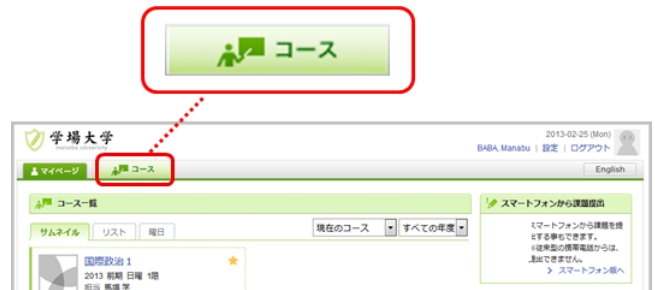 コース
学場大学
manaba university
2013-02-25 (Mon)
BABA, Manabu | 設定 | ログアウト
マイページ
コース
English
コース一覧
サムネイル
リスト
曜日
現在のコース
すべての年度
国際政治 1
2013 前期 日曜 1限
担当 馬場 学
スマートフォンから課題提出
マートフォンから課題を提
とする事もできます。
従来型の携帯電話からは、
出できません。
> スマートフォン版へ